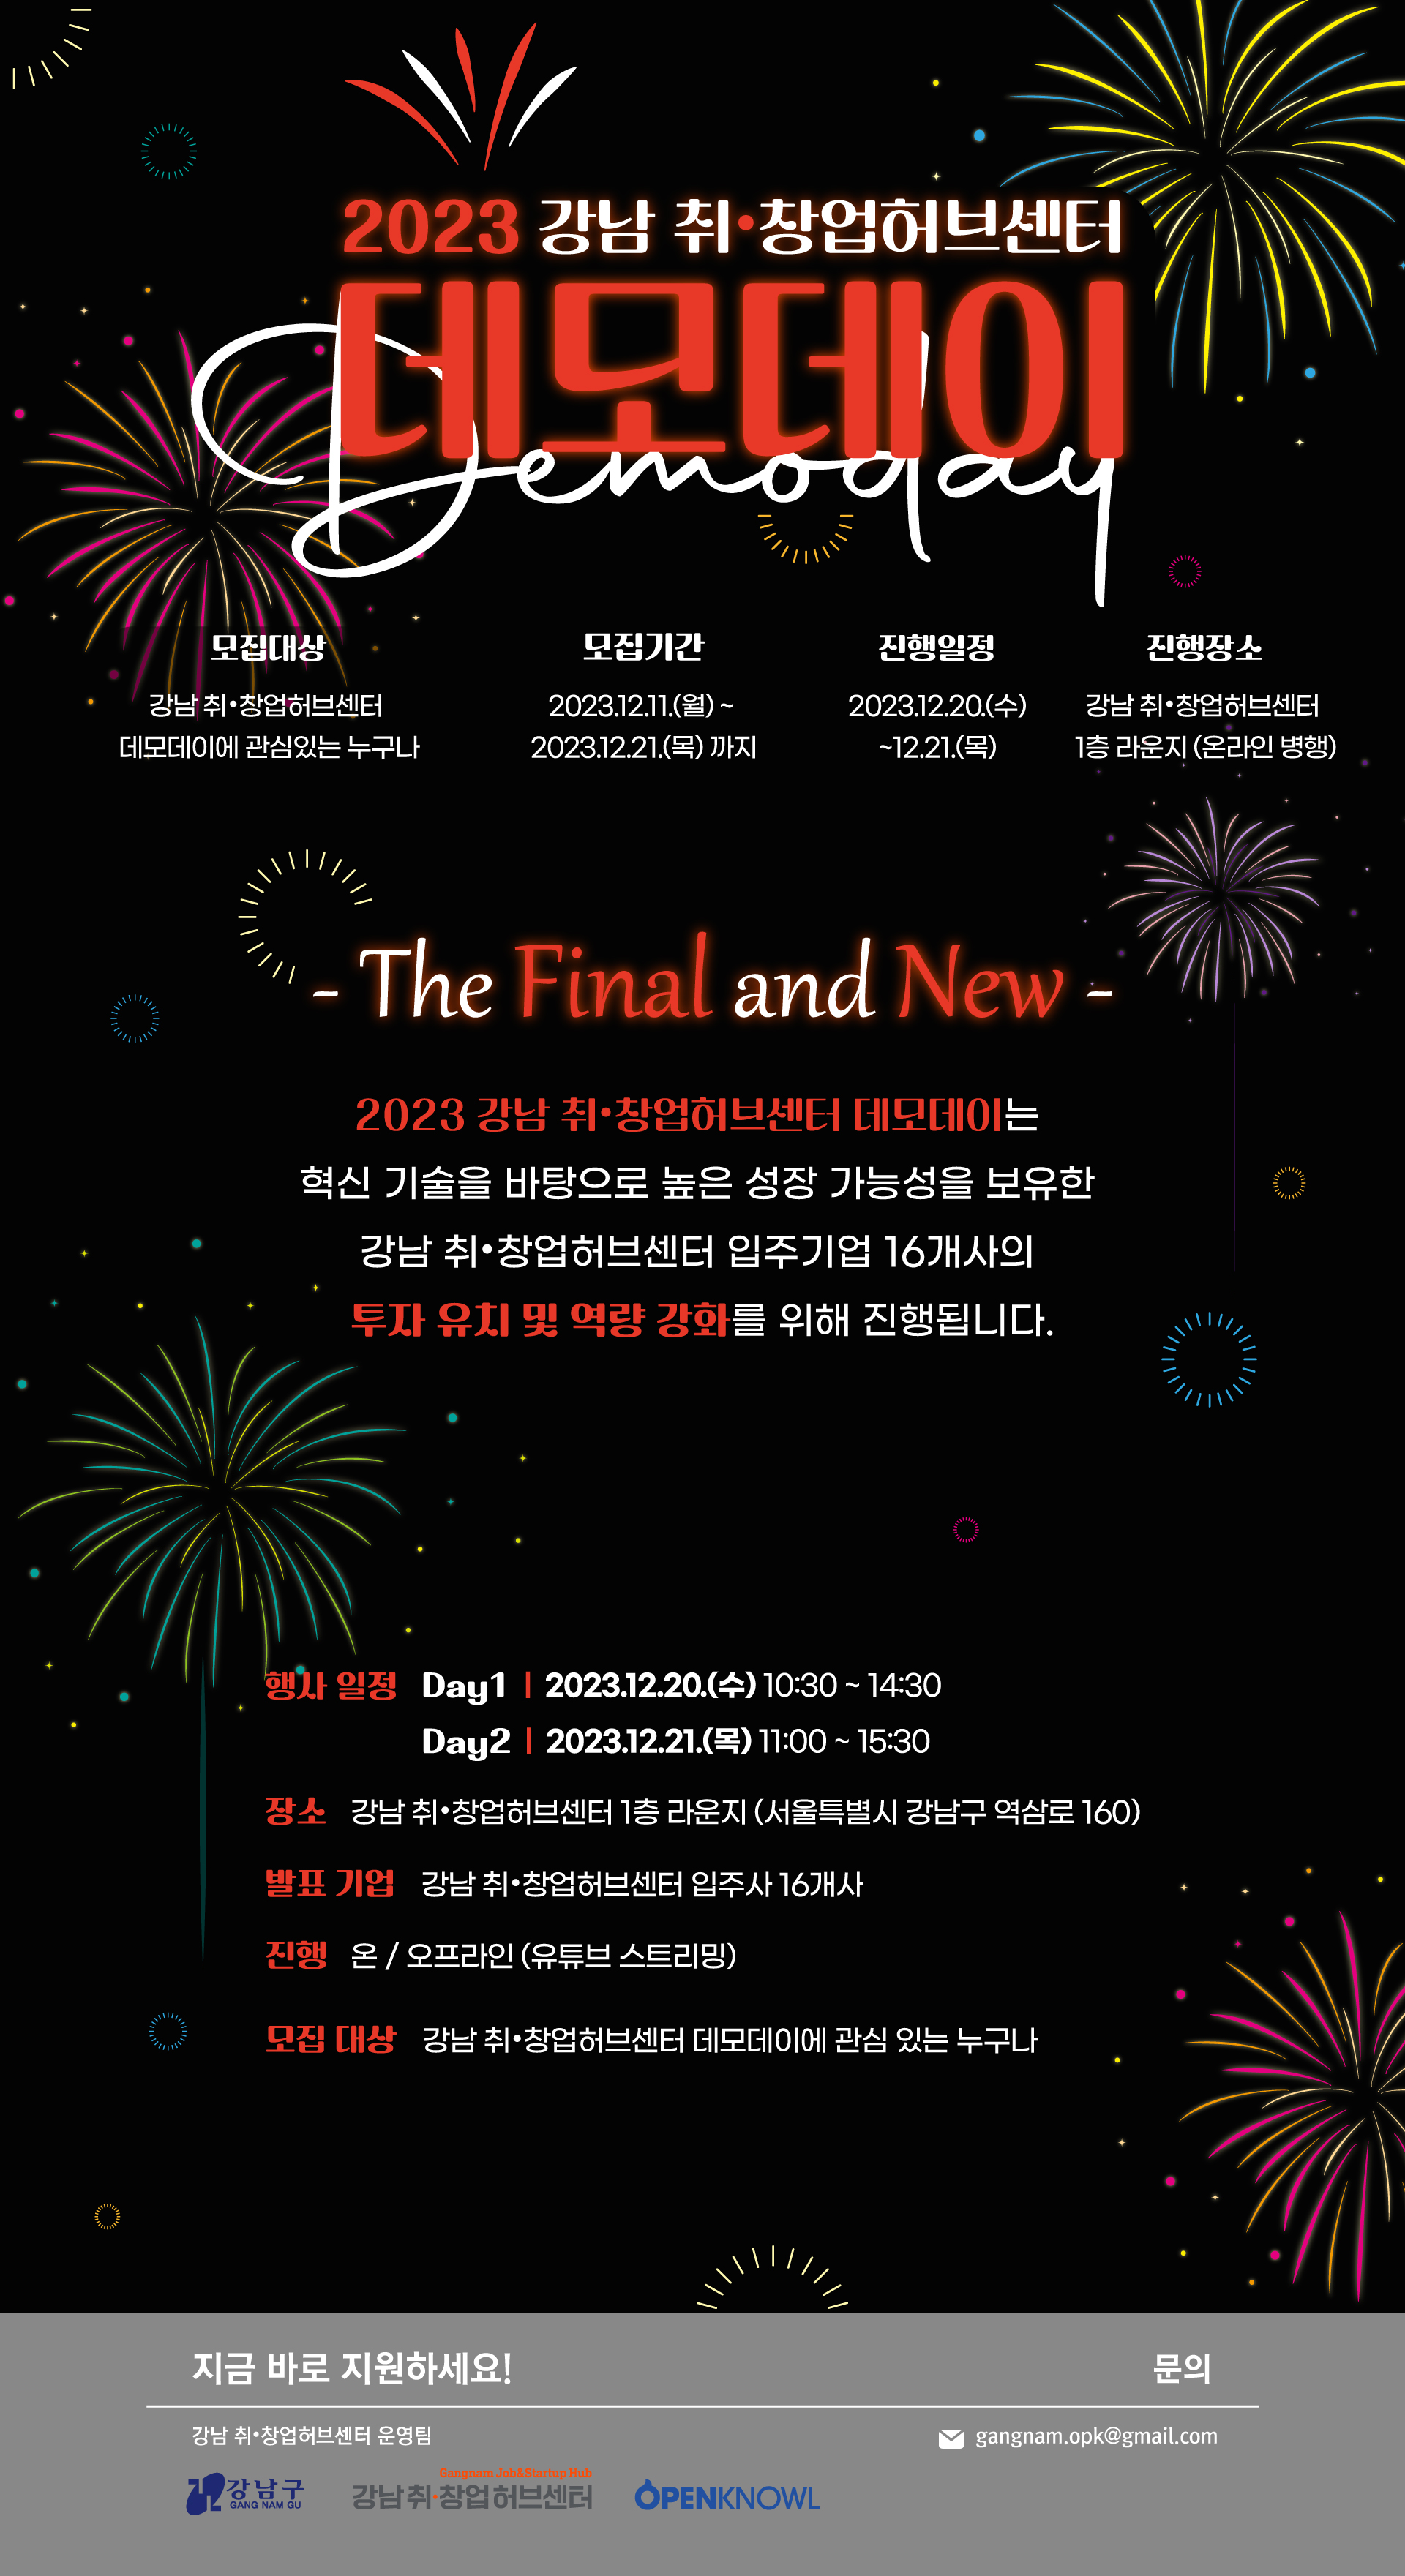 2023 강남 취•창업허브센터
데모데이
Demoday
모집대상
강남 취•창업허브센터
데모데이에 관심있는 누구나
모집기간
2023.12.11.(월) ~
2023.12.21.(목) 까지
진행일정
2023.12.20.(수)
~12.21.(목)
진행장소
강남 취•창업허브센터
1층 라운지 (온라인 병행)
- The Final and New -
2023 강남 취•창업허브센터 데모데이는
혁신 기술을 바탕으로 높은 성장 가능성을 보유한
강남 취•창업허브센터 입주기업 16개사의
투자 유치 및 역량 강화를 위해 진행됩니다.
행사 일정 Day1 | 2023.12.20.(수) 10:30 ~ 14:30
Day2 | 2023.12.21.(목) 11:00 ~ 15:30
장소 강남 취•창업허브센터 1층 라운지 (서울특별시 강남구 역삼로 160)
발표 기업 강남 취•창업허브센터 입주사 16개사
진행 온 / 오프라인 (유튜브 스트리밍)
모집 대상 강남 취•창업허브센터 데모데이에 관심 있는 누구나
지금 바로 지원하세요!
문의
강남 취•창업허브센터 운영팀
gangnam.opk@gmail.com
강남구
GANG NAM GU
Gangnam Job&Startup Hub
강남 취·창업 허브센터
OPENKNOWL